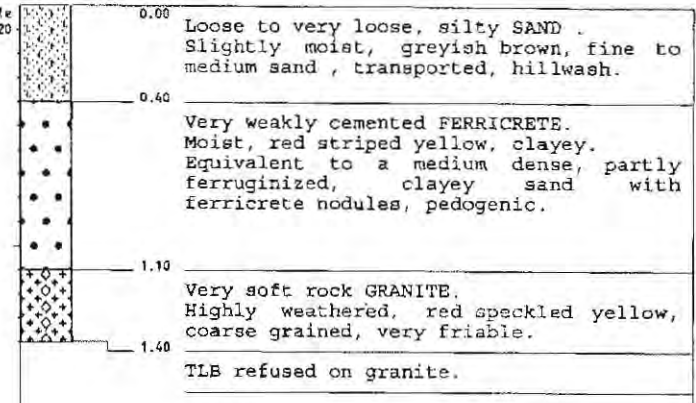 le
20
0.00
Loose to very loose, silty SAND .
Slightly moist, greyish brown, fine to
medium sand , transported, hillwash.
0.40
Very weakly cemented FERRICRETE.
Moist, red striped yellow, clayey.
Equivalent to a medium dense, partly
ferruginized, clayey sand with
ferricrete nodules, pedogenic.
1.10
Very soft rock GRANITE.
Highly weathered, red speckled yellow,
coarse grained, very friable.
1.40
TLB refused on granite.